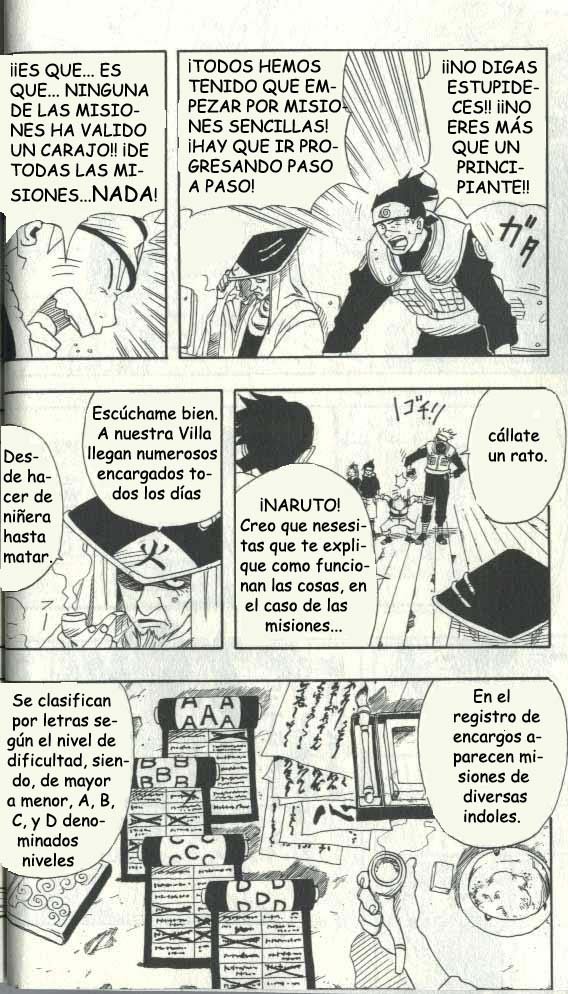 ¡¡NO DIGAS
ESTUPIDE-
CES!! ¡¡NO
ERES MÁS
QUE UN
PRINCI-
PIANTE!!
¡TODOS HEMOS
TENIDO QUE EM-
PEZAR POR MISIO-
NES SENCILLAS!
¡HAY QUE IR PRO-
GRESANDO PASO
A PASO!
ガタ
¡¡ES QUE... ES
QUE... NINGUNA
DE LAS MISIO-
NES HA VALIDO
UN CARAJO!! ¡DE
TODAS LAS MI-
SIONES...NADA!
cállate
un rato.
ゴチ!!
¡NARUTO!
Creo que nesesi-
tas que te expli-
que como funcio-
nan las cosas, en
el caso de las
misiones...
Escúchame bien.
A nuestra Villa
llegan numerosos
encargados to-
dos los días
Des-
de ha-
cer de
niñera
hasta
matar.
火
En el
registro de
encargos a-
parecen mi-
siones de
diversas
indoles.
Se clasifican
por letras se-
gún el nivel de
dificultad, sien-
do, de mayor
a menor, A, B,
C, y D deno-
minados
niveles
A A A A A
B B B B B
C C C C C
D D D D D